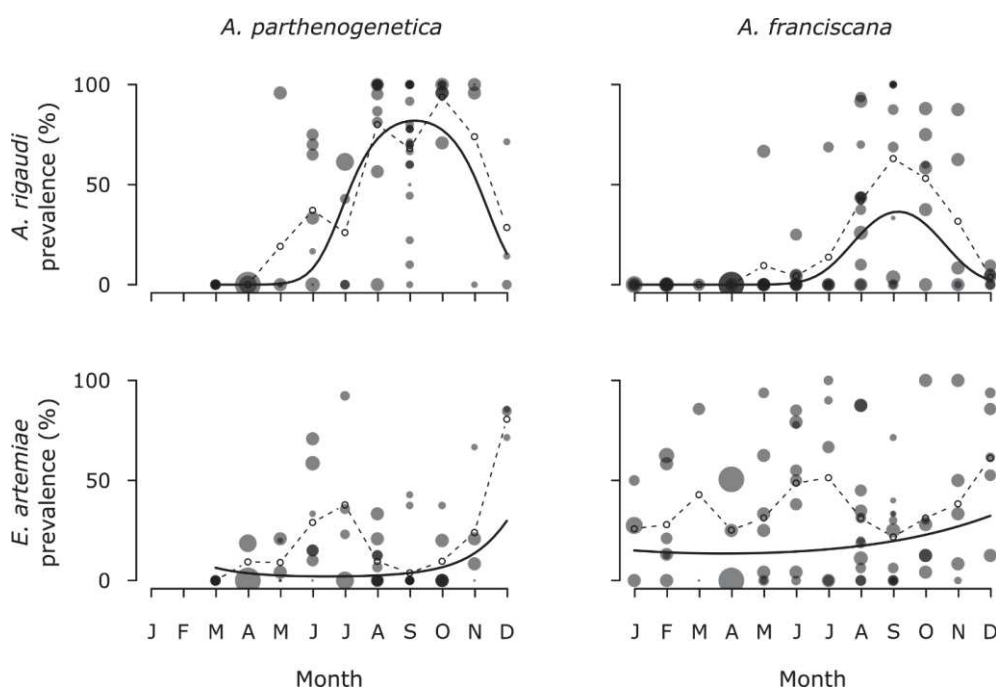 A. parthenogenetica
A. franciscana
A. rigaudi
prevalence (%)
100
50
0
100
50
0
E. artemiae
prevalence (%)
100
50
0
J F M A M J J A S O N D
Month
100
50
0
J F M A M J J A S O N D
Month